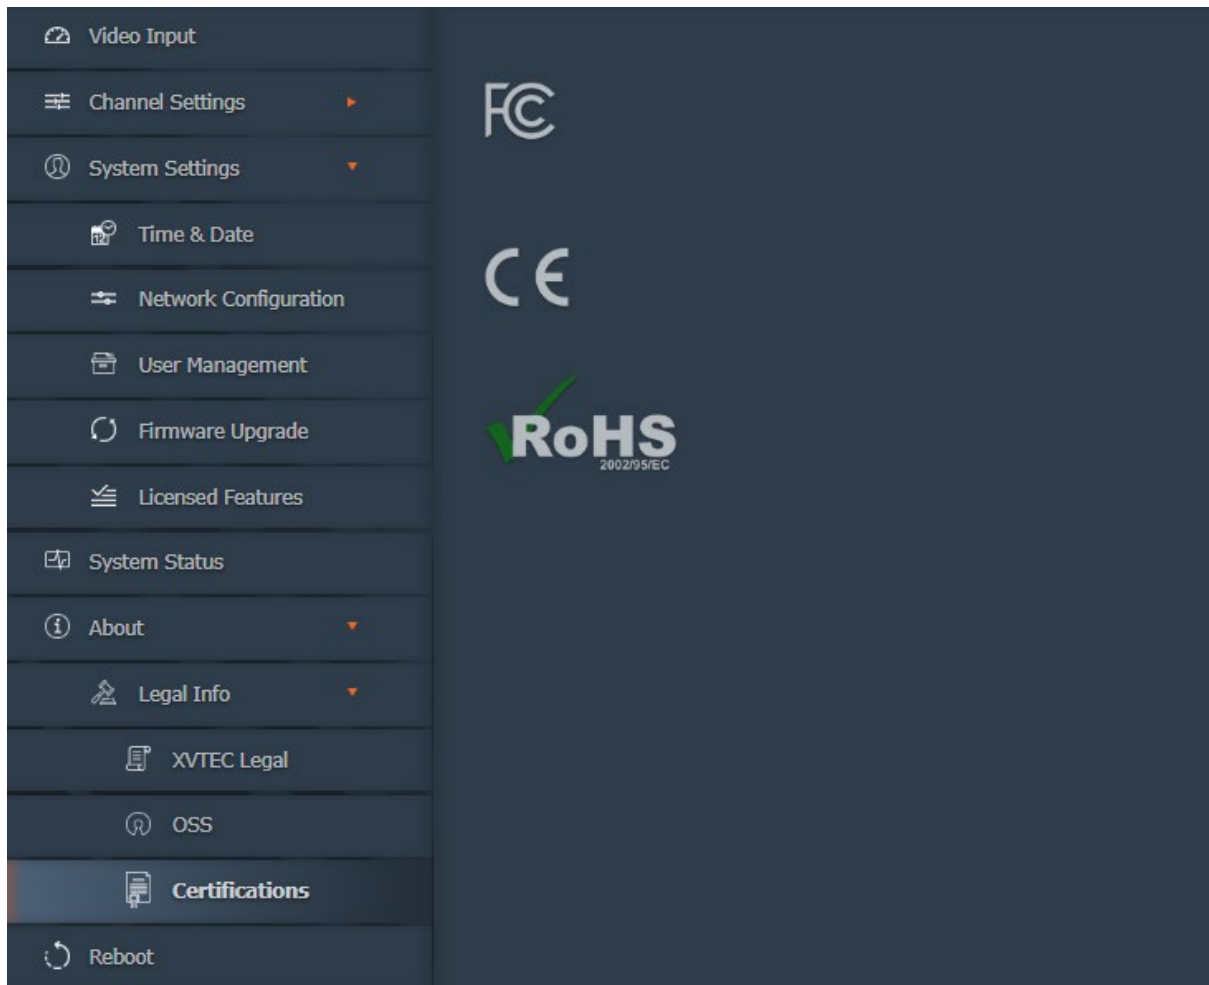 Video Input
Channel Settings
System Settings
Time & Date
Network Configuration
User Management
Firmware Upgrade
Licensed Features
System Status
About
Legal Info
XVTEC Legal
OSS
Certifications
Reboot
FC
CE
RoHS
2002/95/EC